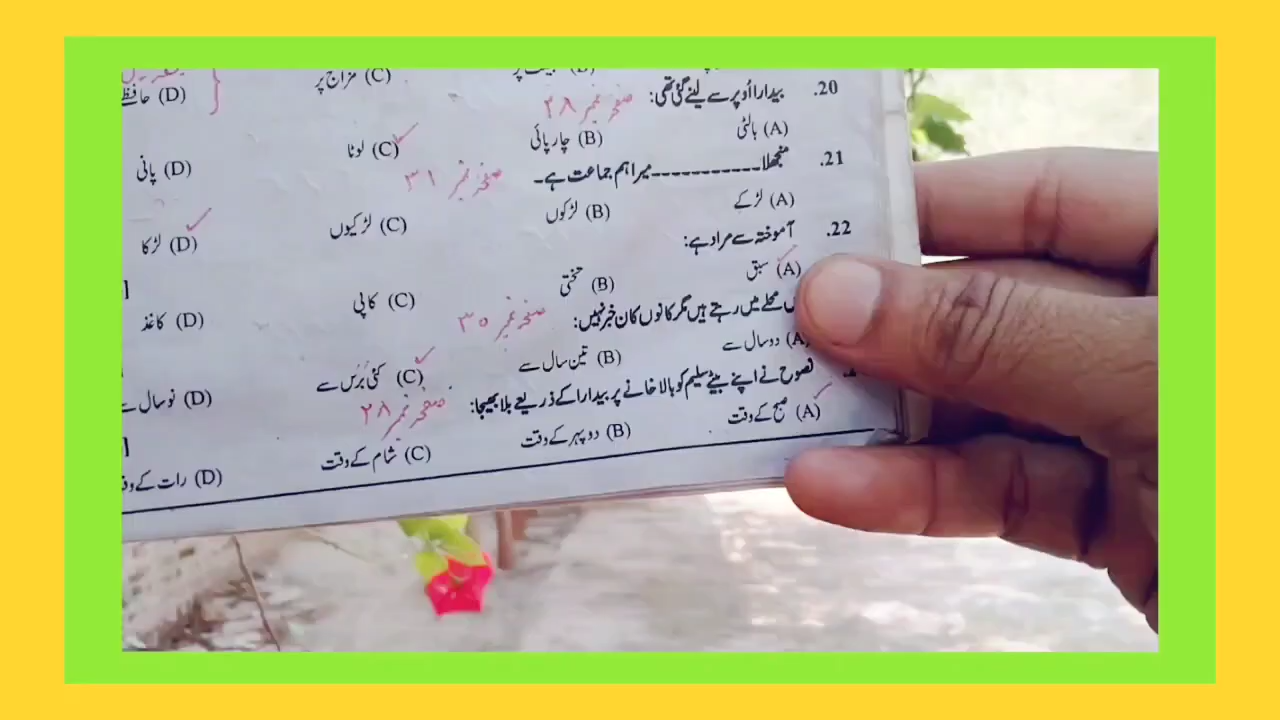 (C) مزاج پر
(D)
20. بیدارا اُوپر سے لینے گئی تھی: صفحہ نمبر ۲۸
(A) بالٹی (B) چارپائی (C) لوٹا (D) پانی
21. منجھلا ----------- میرا ہم جماعت ہے۔ صفحہ نمبر ۳۱
(A) لڑکے (B) لڑکوں (C) لڑکیوں (D) لڑکا
22. آموختہ سے مراد ہے:
(A) سبق (B) تختی (C) کاپی (D) کاغذ
محلے میں رہتے ہیں مگر کانوں کان خبر نہیں: صفحہ نمبر ۳۰
(A) دو سال سے (B) تین سال سے (C) کئی بَرَس سے (D) نو سال
نصوح نے اپنے بیٹے سلیم کو بالا خانے پر بیدارا کے ذریعے بلا بھیجا: صفحہ نمبر ۲۸
(A) صبح کے وقت (B) دوپہر کے وقت (C) شام کے وقت (D) رات کے